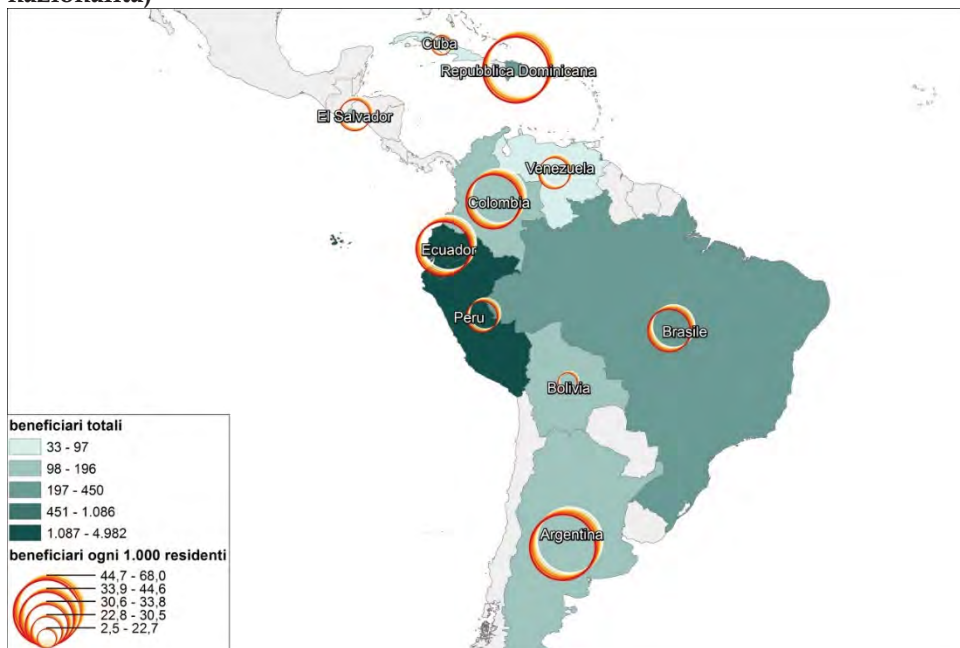 nazionalità)
Cuba
Repubblica Dominicana
El Salvador
Venezuela
Colombia
Ecuador
Peru
Brasile
Bolivia
Argentina
beneficiari totali
33 - 97
98 - 196
197 - 450
451 - 1.086
1.087 - 4.982
beneficiari ogni 1.000 residenti
44,7 - 68,0
33,9 - 44,6
30,6 - 33,8
22,8 - 30,5
2,5 - 22,7